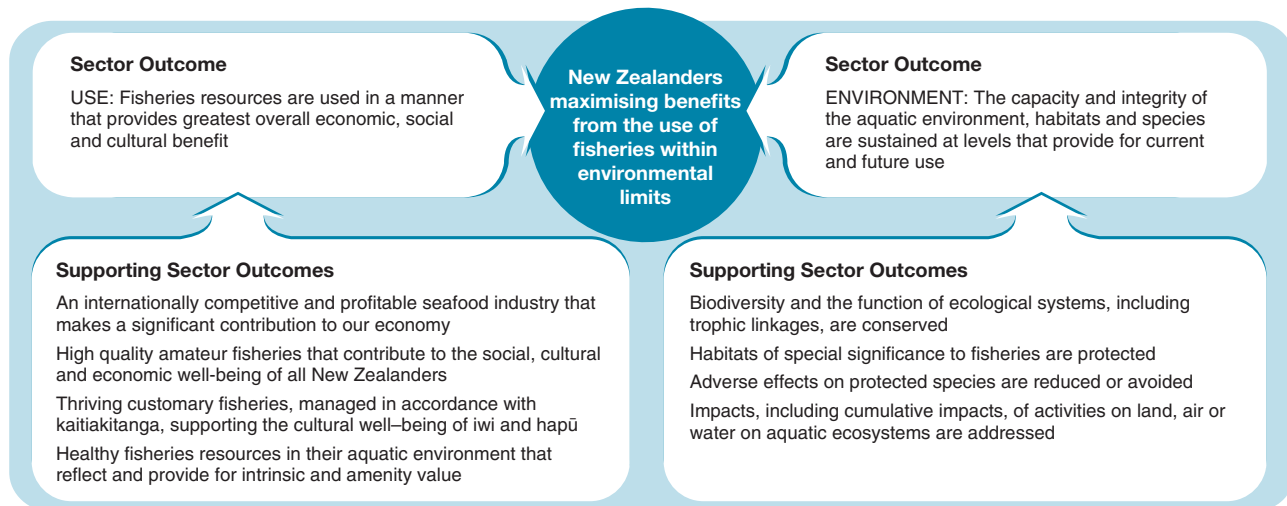 Sector Outcome
USE: Fisheries resources are used in a manner
that provides greatest overall economic, social
and cultural benefit
New Zealanders
maximising benefits
from the use of
fisheries within
environmental
limits
Sector Outcome
ENVIRONMENT: The capacity and integrity of
the aquatic environment, habitats and species
are sustained at levels that provide for current
and future use
Supporting Sector Outcomes
An internationally competitive and profitable seafood industry that
makes a significant contribution to our economy
High quality amateur fisheries that contribute to the social, cultural
and economic well-being of all New Zealanders
Thriving customary fisheries, managed in accordance with
kaitiakitanga, supporting the cultural well–being of iwi and hapū
Healthy fisheries resources in their aquatic environment that
reflect and provide for intrinsic and amenity value
Supporting Sector Outcomes
Biodiversity and the function of ecological systems, including
trophic linkages, are conserved
Habitats of special significance to fisheries are protected
Adverse effects on protected species are reduced or avoided
Impacts, including cumulative impacts, of activities on land, air or
water on aquatic ecosystems are addressed